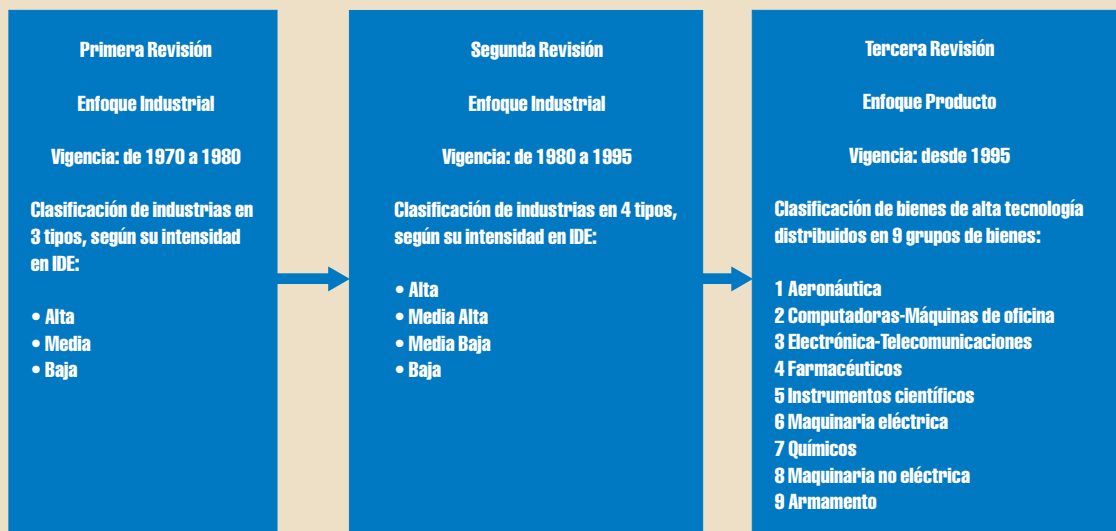 Primera Revisión
Enfoque Industrial
Vigencia: de 1970 a 1980
Clasificación de industrias en
3 tipos, según su intensidad
en IDE:
• Alta
• Media
• Baja
Segunda Revisión
Enfoque Industrial
Vigencia: de 1980 a 1995
Clasificación de industrias en 4 tipos,
según su intensidad en IDE:
• Alta
• Media Alta
• Media Baja
• Baja
Tercera Revisión
Enfoque Producto
Vigencia: desde 1995
Clasificación de bienes de alta tecnología
distribuidos en 9 grupos de bienes:
1 Aeronáutica
2 Computadoras-Máquinas de oficina
3 Electrónica-Telecomunicaciones
4 Farmacéuticos
5 Instrumentos científicos
6 Maquinaria eléctrica
7 Químicos
8 Maquinaria no eléctrica
9 Armamento